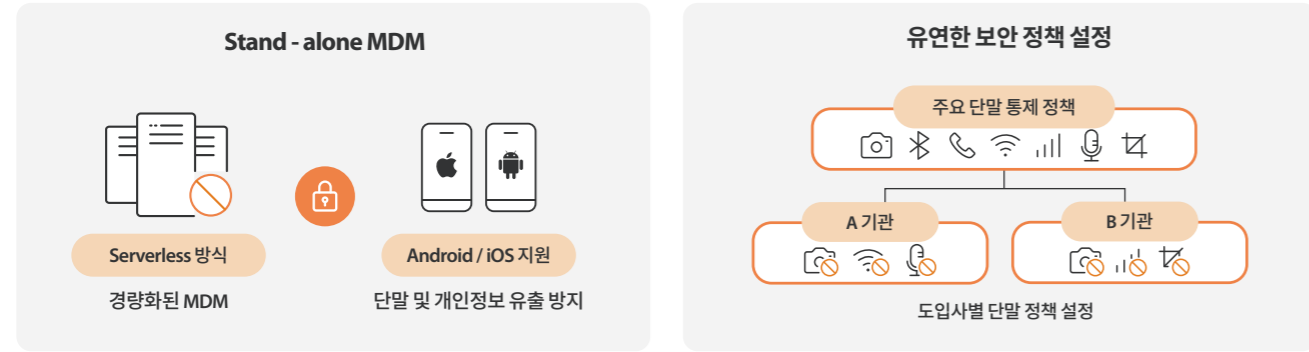 Stand - alone MDM
Serverless 방식
경량화된 MDM
Android / iOS 지원
단말 및 개인정보 유출 방지
유연한 보안 정책 설정
주요 단말 통제 정책
A 기관
B 기관
도입사별 단말 정책 설정